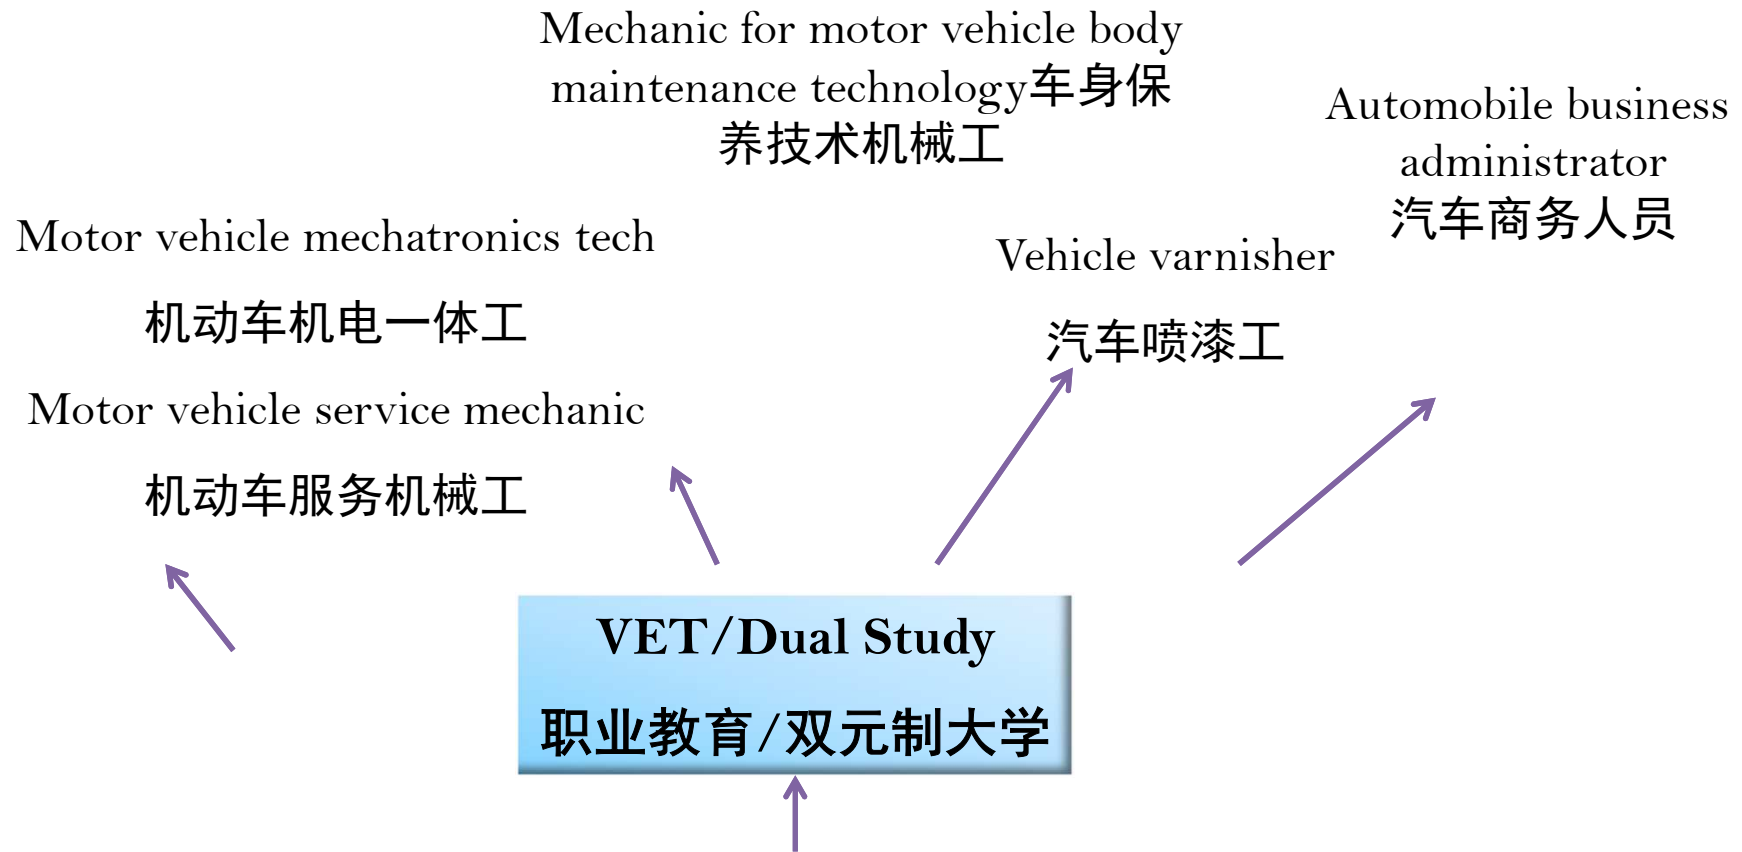 Mechanic for motor vehicle body
maintenance technology车身保
养技术机械工
Automobile business
administrator
汽车商务人员
Motor vehicle mechatronics tech
机动车机电一体工
Vehicle varnisher
汽车喷漆工
Motor vehicle service mechanic
机动车服务机械工
VET/Dual Study
职业教育/双元制大学